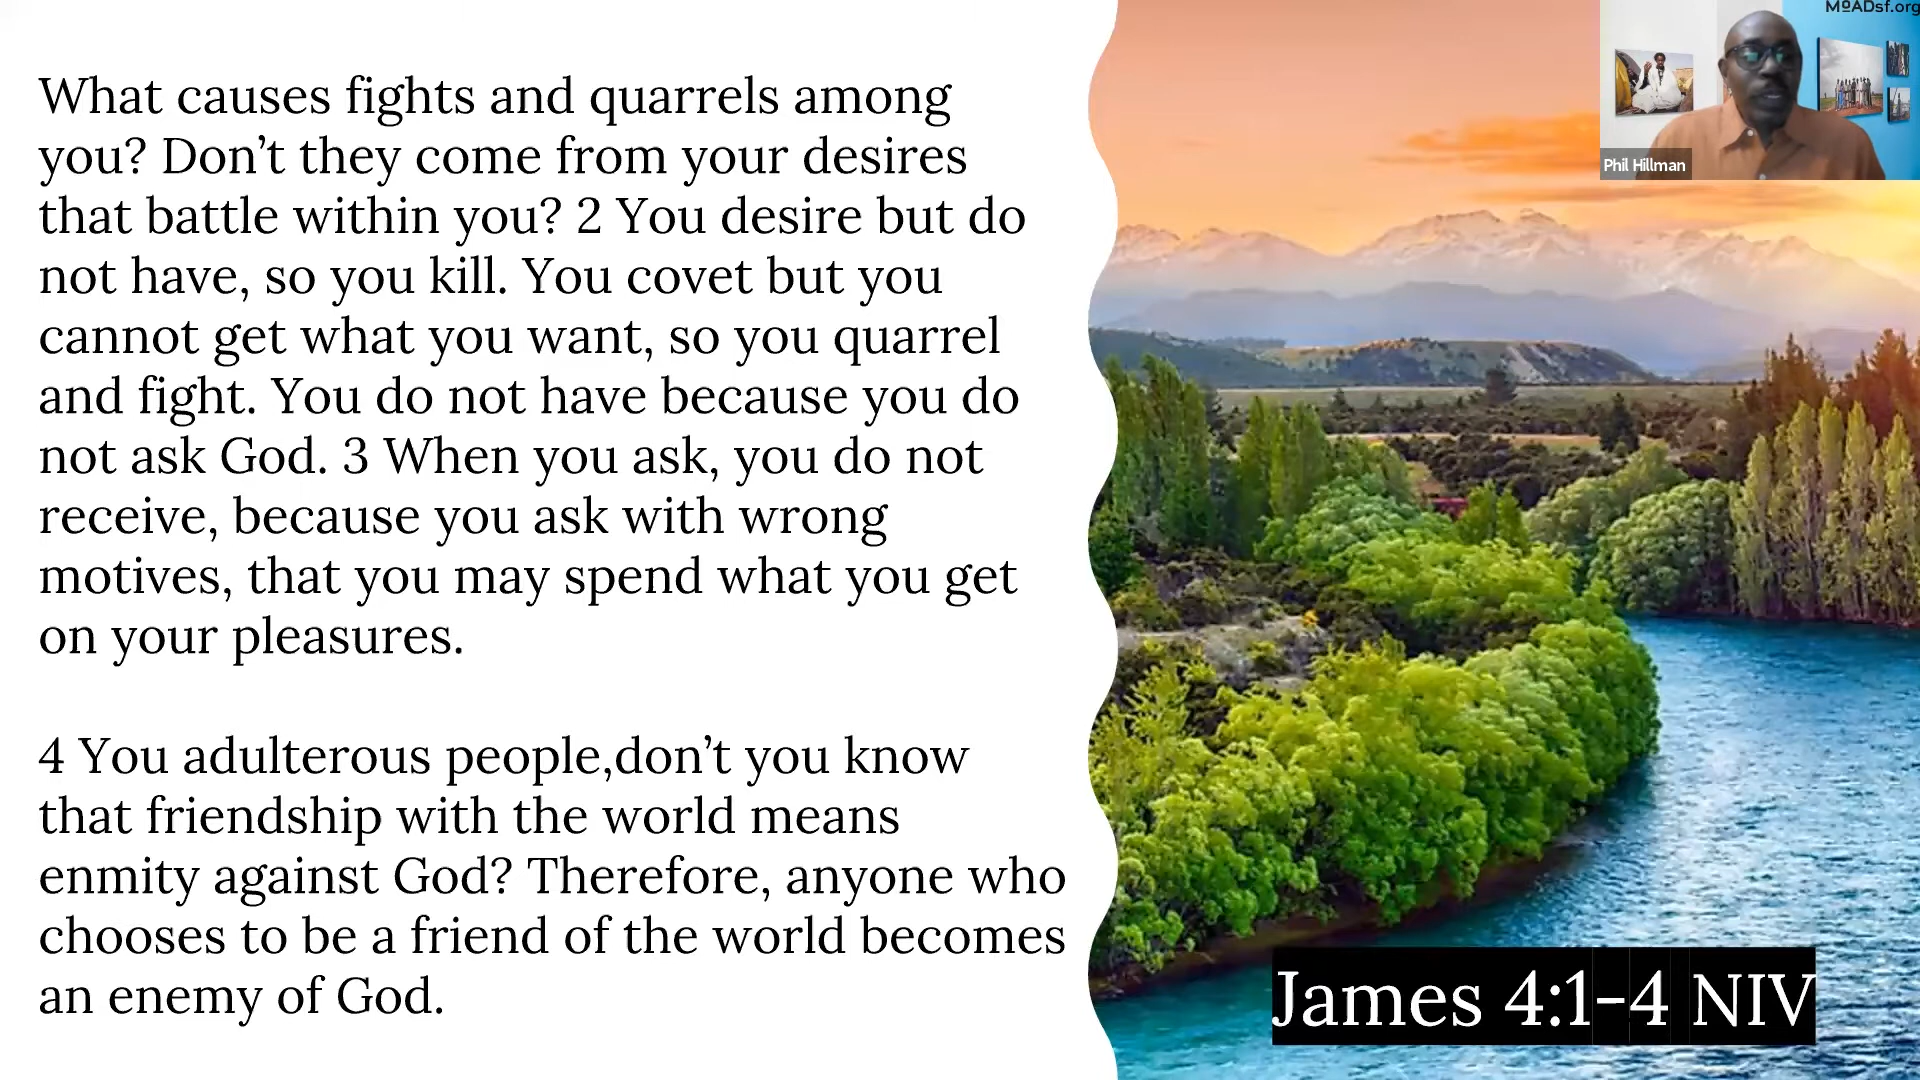 What causes fights and quarrels among
you? Don’t they come from your desires
that battle within you? 2 You desire but do
not have, so you kill. You covet but you
cannot get what you want, so you quarrel
and fight. You do not have because you do
not ask God. 3 When you ask, you do not
receive, because you ask with wrong
motives, that you may spend what you get
on your pleasures.
4 You adulterous people,don’t you know
that friendship with the world means
enmity against God? Therefore, anyone who
chooses to be a friend of the world becomes
an enemy of God.
MoADsf.org
Phil Hillman
James 4:1-4 NIV